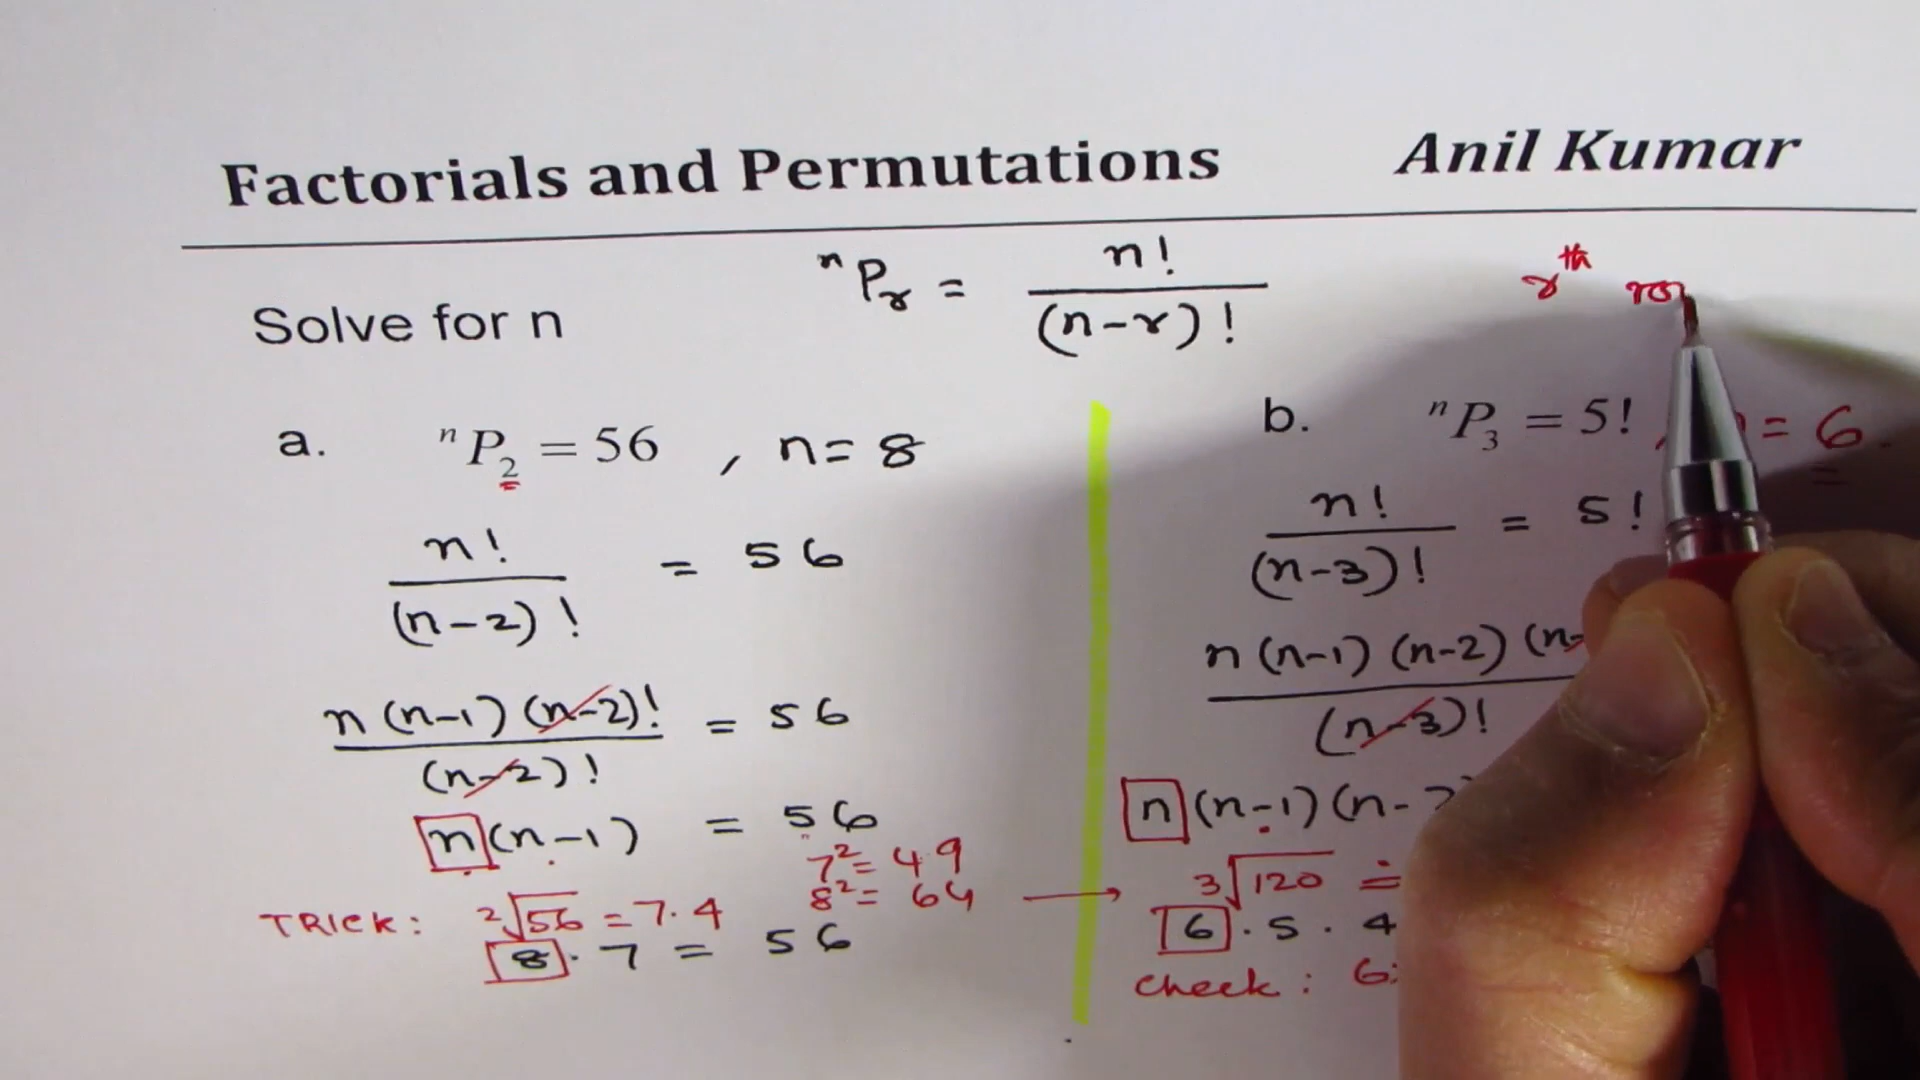 Factorials and Permutations Anil Kumar
Solve for n
ⁿPᵣ = n! / (n-r)!
rᵗʰ
a. ⁿP₂ = 56 , n = 8
n! / (n-2)! = 56
n(n-1)(n-2)! / (n-2)! = 56
n(n-1) = 56
7² = 49
8² = 64
TRICK: ²√56 = 7.4
8 · 7 = 56
b. ⁿP₃ = 5! = 6
n! / (n-3)! = 5!
n(n-1)(n-2)(n- / (n-3)!
n(n-1)(n-
³√120 ≐
6 · 5 · 4
check: 6